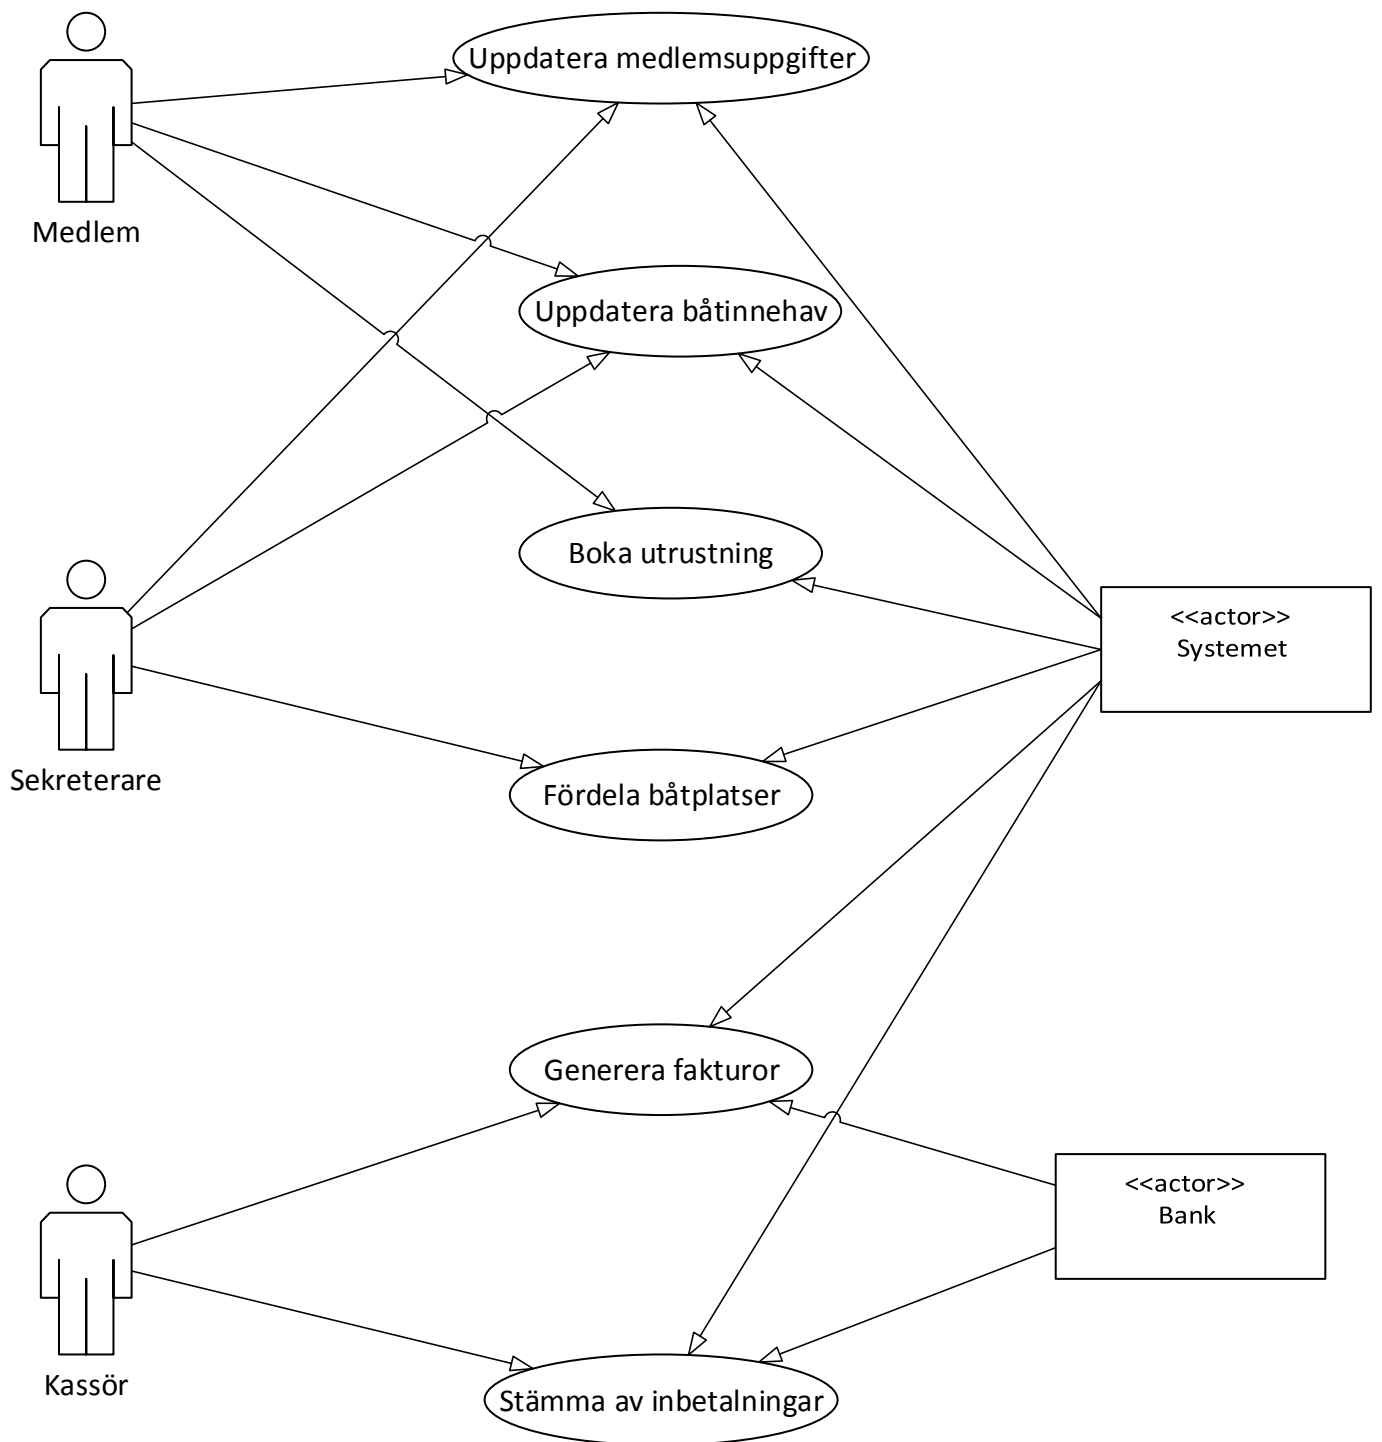 Uppdatera medlemsuppgifter
Medlem
Uppdatera båtinnehav
Boka utrustning
<<actor>>
Systemet
Sekreterare
Fördela båtplatser
Generera fakturor
<<actor>>
Bank
Kassör
Stämma av inbetalningar